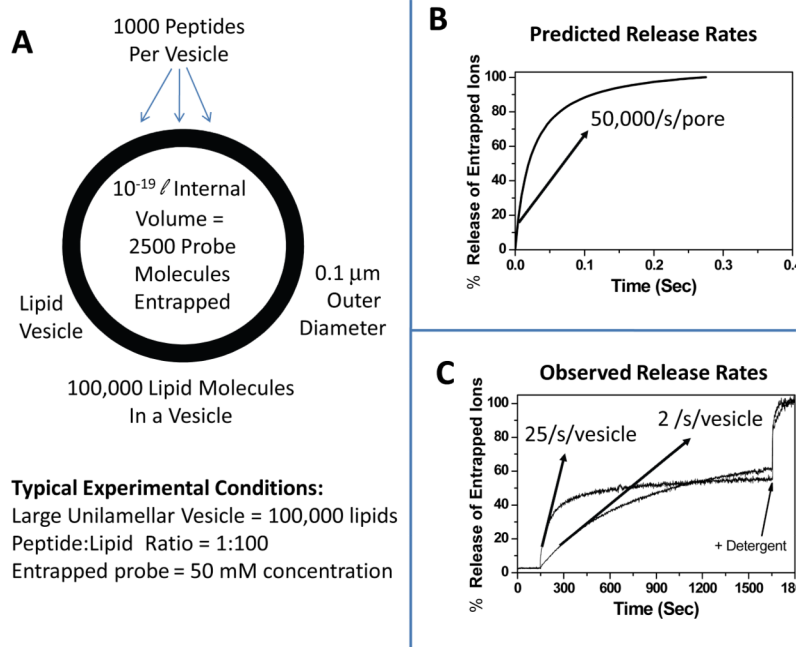 A
1000 Peptides
Per Vesicle
10⁻¹⁹ ℓ Internal
Volume =
2500 Probe
Molecules
Entrapped
Lipid
Vesicle
0.1 μm
Outer
Diameter
100,000 Lipid Molecules
In a Vesicle
Typical Experimental Conditions:
Large Unilamellar Vesicle = 100,000 lipids
Peptide:Lipid Ratio = 1:100
Entrapped probe = 50 mM concentration
B
Predicted Release Rates
% Release of Entrapped Ions
100
80
60
40
20
0
50,000/s/pore
0.0 0.1 0.2 0.3 0.4
Time (Sec)
C
Observed Release Rates
% Release of Entrapped Ions
100
80
60
40
20
0
25/s/vesicle
2 /s/vesicle
+ Detergent
0 300 600 900 1200 1500 180
Time (Sec)